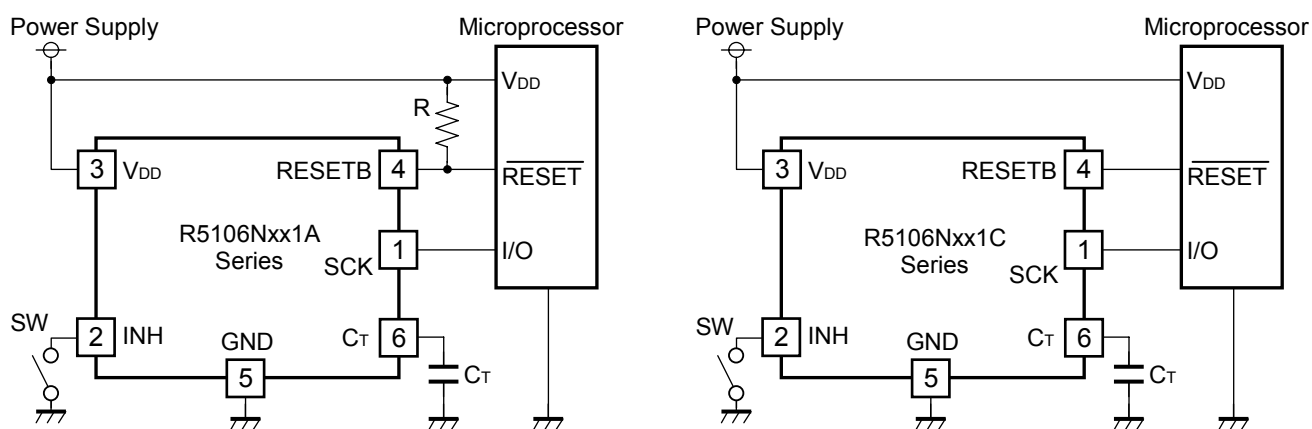 Power Supply
Microprocessor
VDD
R
3
VDD
RESETB
4
RESET
R5106Nxx1A
Series
1
SCK
I/O
SW
2
INH
GND
5
CT
6
CT
Power Supply
Microprocessor
VDD
3
VDD
RESETB
4
RESET
R5106Nxx1C
Series
1
SCK
I/O
SW
2
INH
GND
5
CT
6
CT